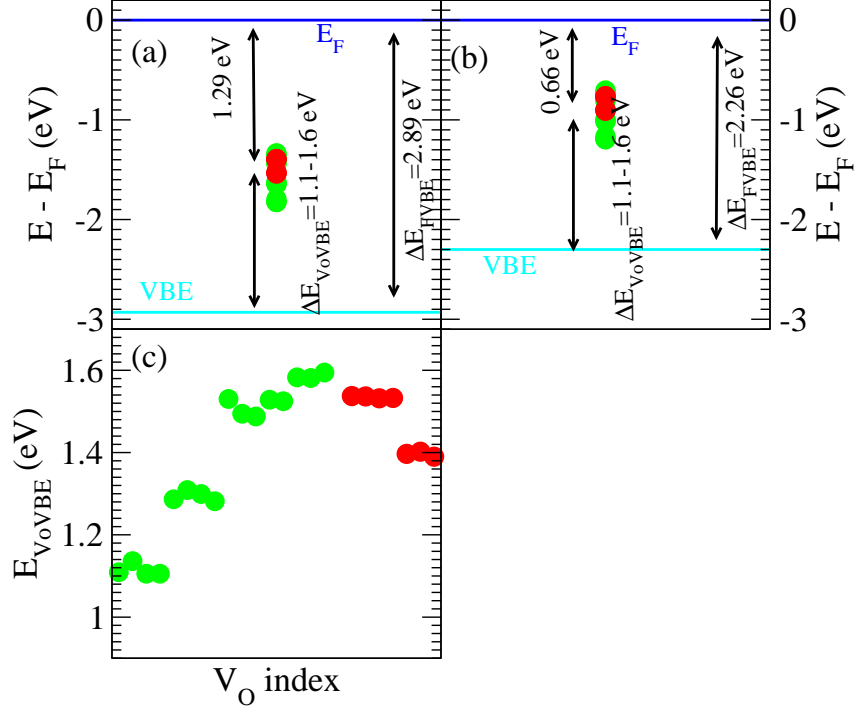 0
-1
-2
-3
E - E_F (eV)
(a)
E_F
1.29 eV
ΔE_VoVBE=1.1-1.6 eV
ΔE_FVBE=2.89 eV
VBE
(b)
E_F
0.66 eV
ΔE_VoVBE=1.1-1.6 eV
ΔE_FVBE=2.26 eV
VBE
0
-1
-2
-3
E - E_F (eV)
(c)
1.6
1.4
1.2
1
E_VoVBE (eV)
V_O index